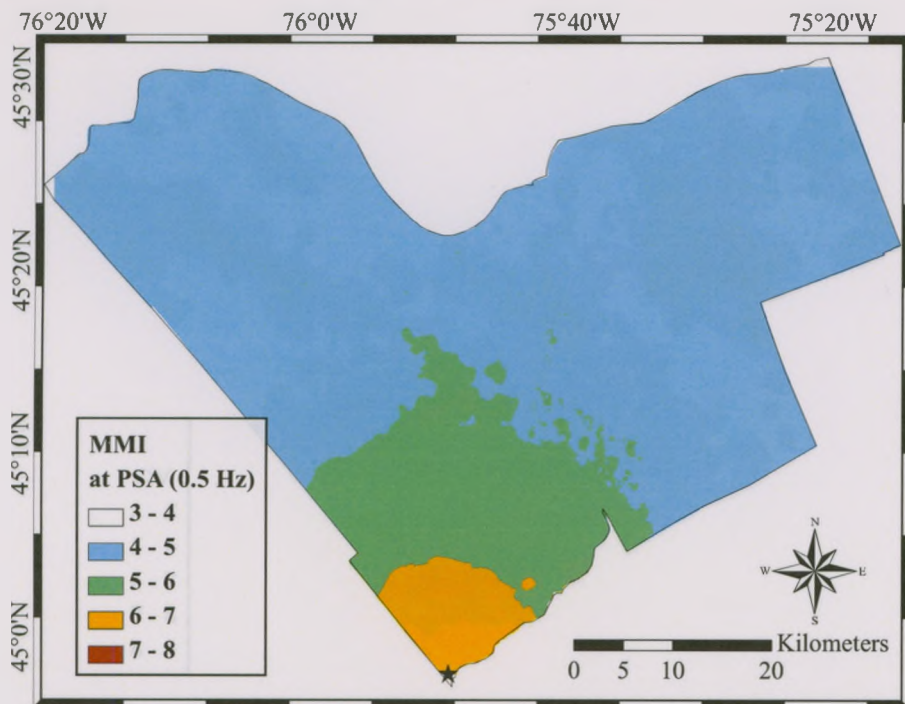 76°20'W 76°0'W 75°40'W 75°20'W
45°30'N
45°20'N
45°10'N
45°0'N
MMI
at PSA (0.5 Hz)
3 - 4
4 - 5
5 - 6
6 - 7
7 - 8
N
W E
S
Kilometers
0 5 10 20